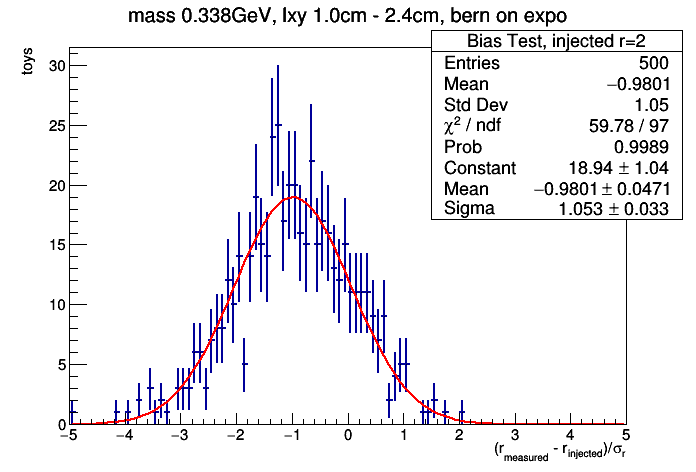 mass 0.338GeV, lxy 1.0cm - 2.4cm, bern on expo
toys
Bias Test, injected r=2
Entries 500
Mean −0.9801
Std Dev 1.05
χ² / ndf 59.78 / 97
Prob 0.9989
Constant 18.94 ± 1.04
Mean −0.9801 ± 0.0471
Sigma 1.053 ± 0.033
30
25
20
15
10
5
0
−5 −4 −3 −2 −1 0 1 2 3 4 5
(r_measured - r_injected)/σ_r